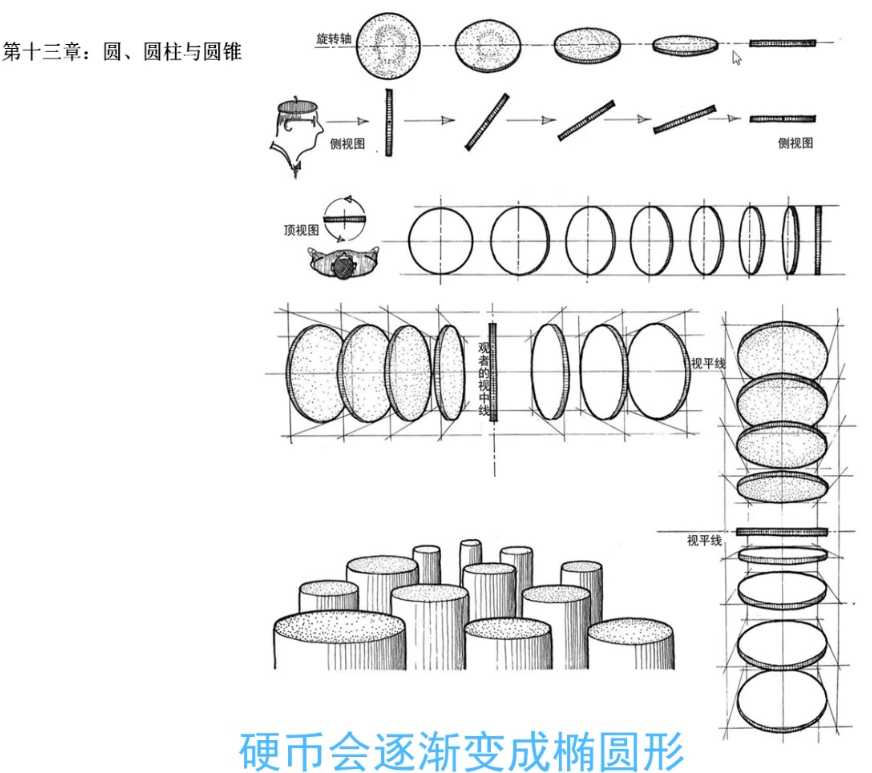 第十三章：圆、圆柱与圆锥
旋转轴
侧视图
侧视图
顶视图
观者的视中线
视平线
视平线
硬币会逐渐变成椭圆形